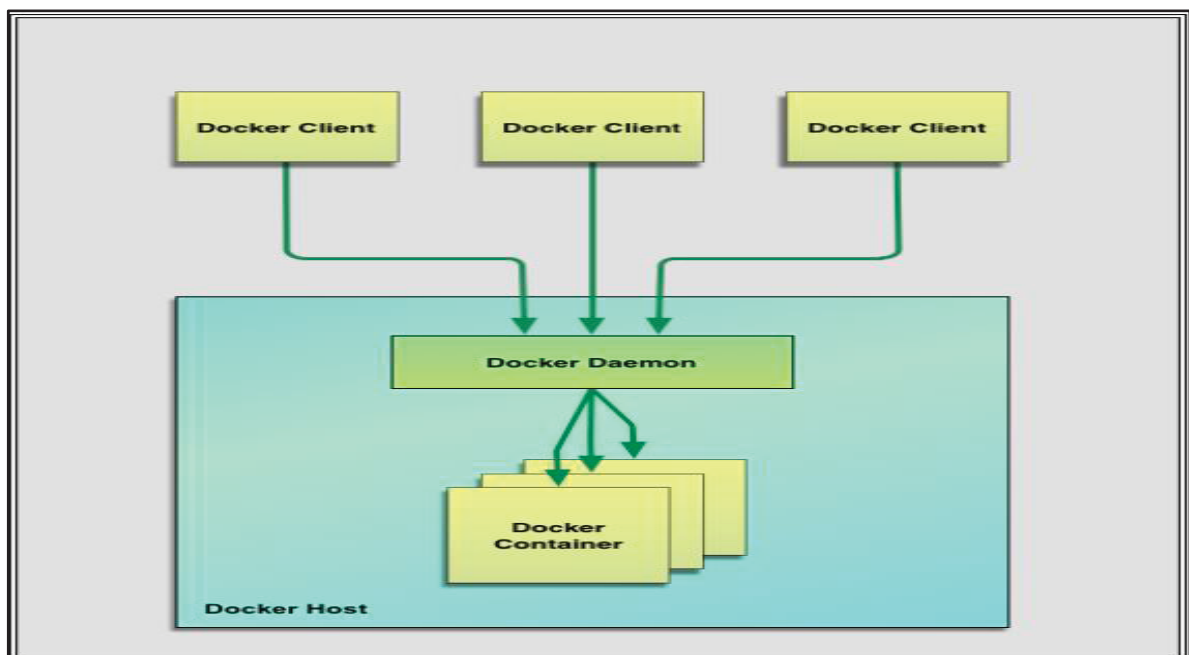 Docker Client
Docker Client
Docker Client
Docker Daemon
Docker
Container
Docker Host